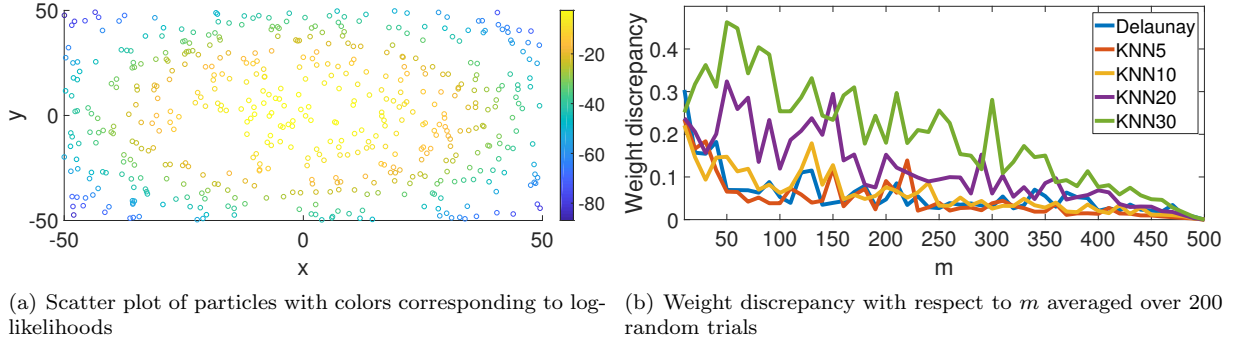 50
0
-50
y
-50
0
50
x
-20
-40
-60
-80
0.4
0.3
0.2
0.1
0
Weight discrepancy
50
100
150
200
250
300
350
400
450
500
m
Delaunay
KNN5
KNN10
KNN20
KNN30
(a) Scatter plot of particles with colors corresponding to log-
likelihoods
(b) Weight discrepancy with respect to m averaged over 200
random trials